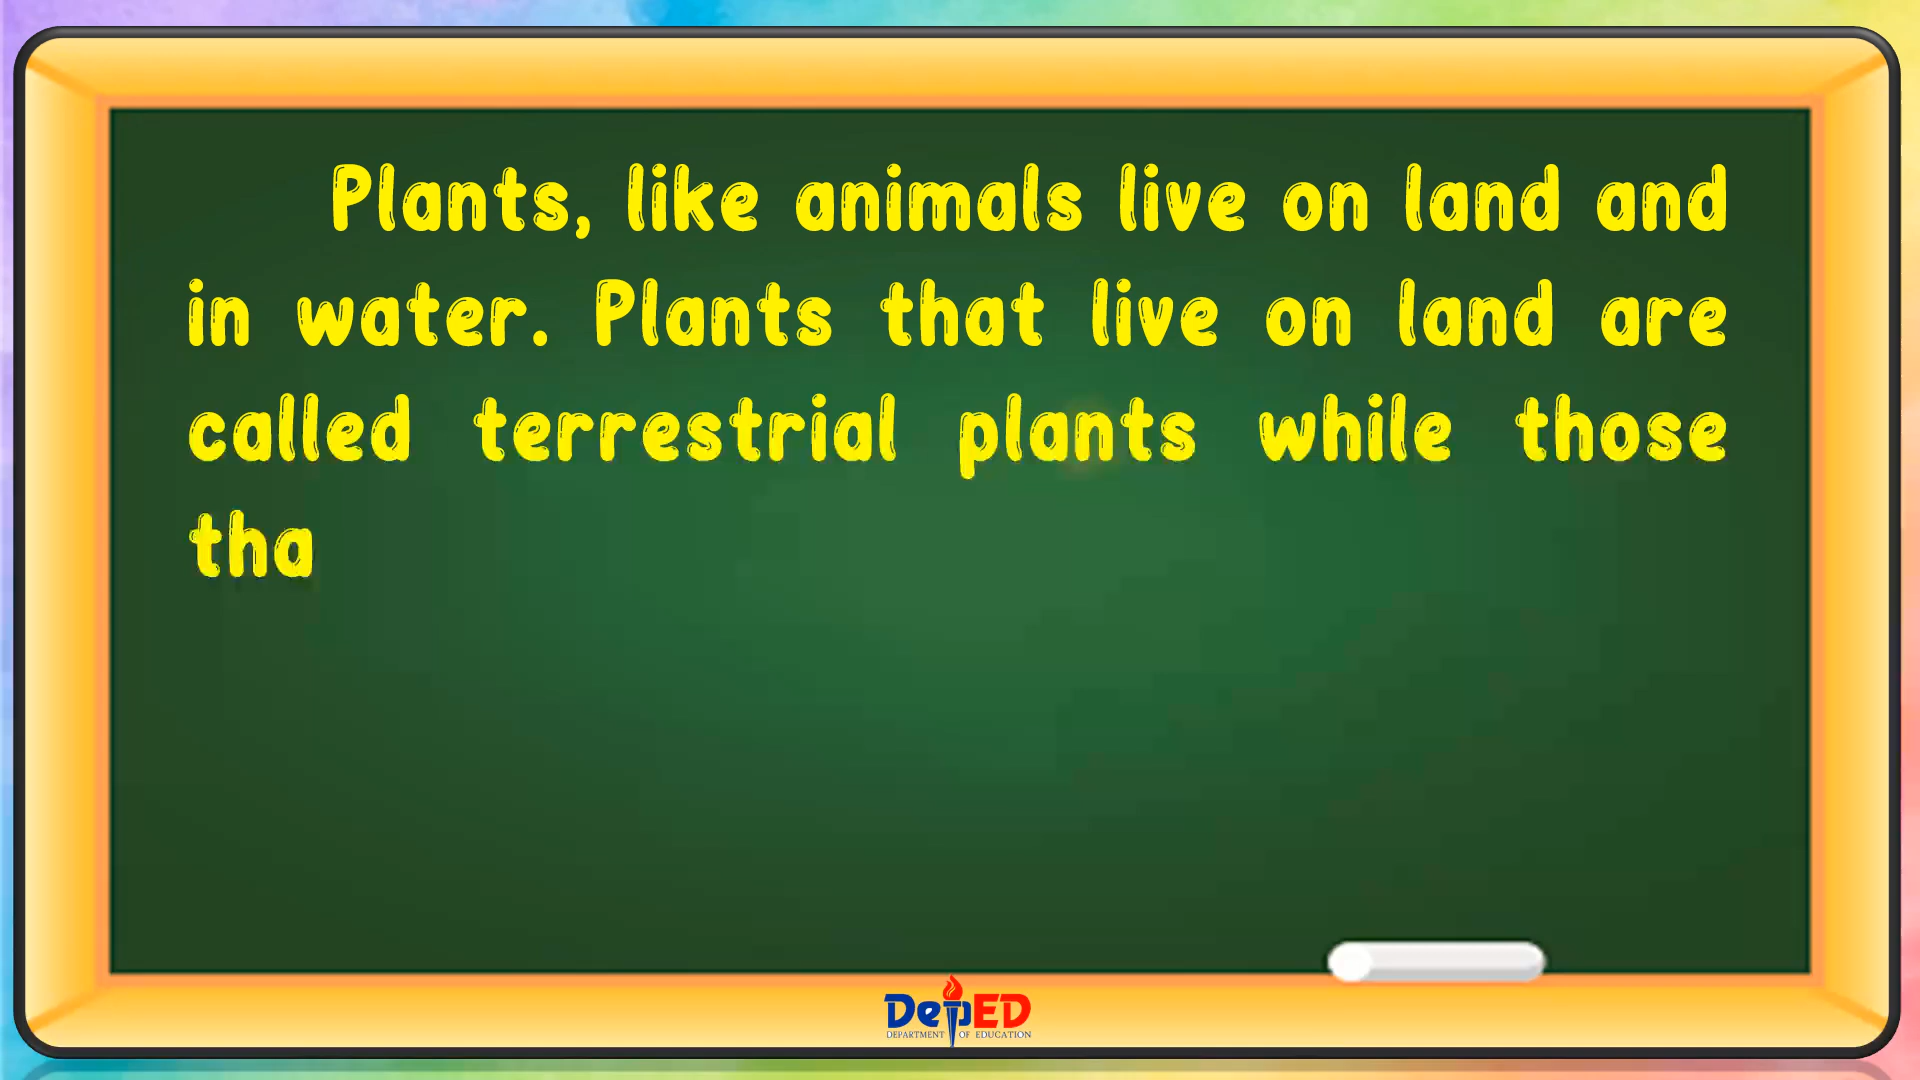 Plants, like animals live on land and
in water. Plants that live on land are
called terrestrial plants while those
tha
DepED
DEPARTMENT OF EDUCATION